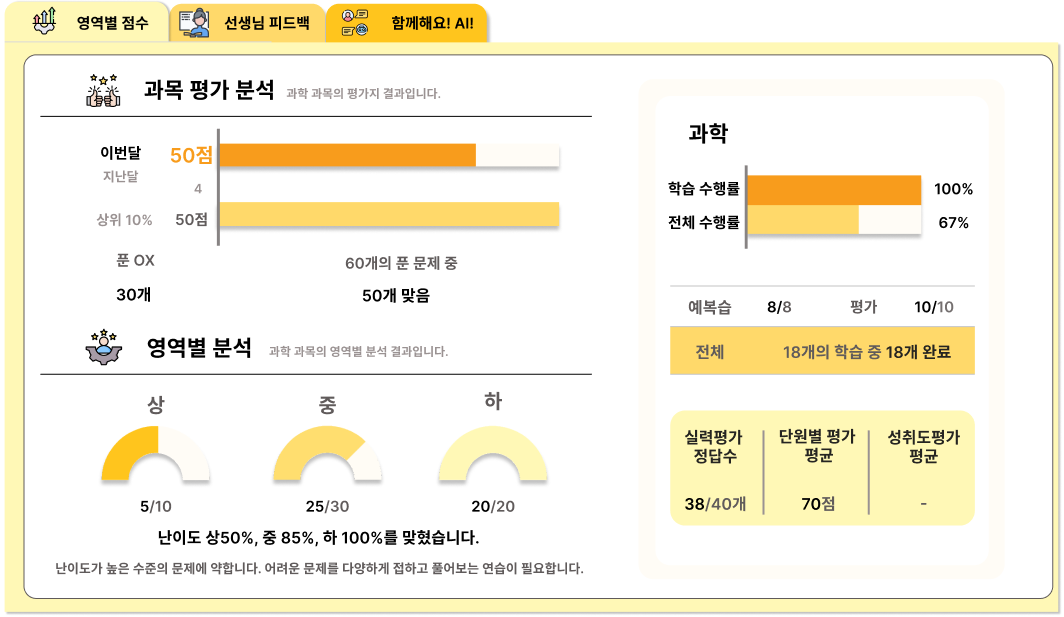 영역별 점수
선생님 피드백
함께해요! AI!
과목 평가 분석 과학 과목의 평가지 결과입니다.
이번달 50점
지난달 4
상위 10% 50점
푼 OX 60개의 푼 문제 중
30개 50개 맞음
영역별 분석 과학 과목의 영역별 분석 결과입니다.
상 중 하
5/10 25/30 20/20
난이도 상50%, 중 85%, 하 100%를 맞혔습니다.
난이도가 높은 수준의 문제에 약합니다. 어려운 문제를 다양하게 접하고 풀어보는 연습이 필요합니다.
과학
학습 수행률 100%
전체 수행률 67%
예복습 8/8 평가 10/10
전체 18개의 학습 중 18개 완료
실력평가 단원별 평가 성취도평가
정답수 평균 평균
38/40개 70점 -